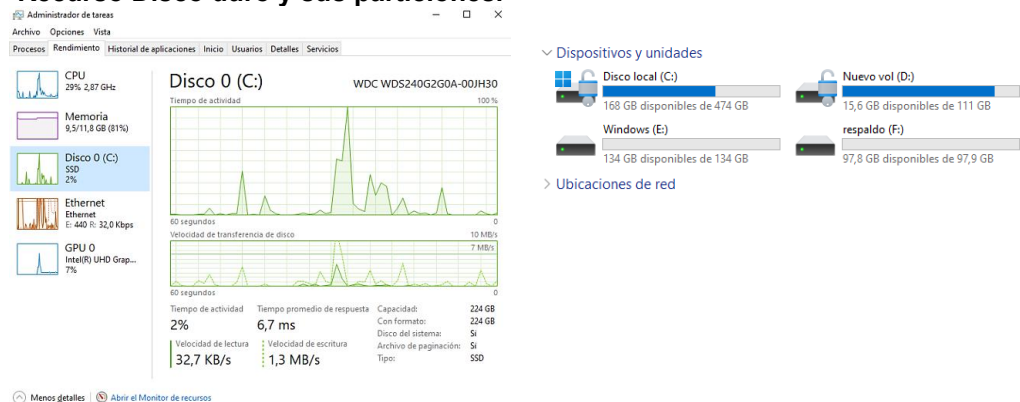 Recurso Disco duro y sus particiones.
Administrador de tareas
Archivo Opciones Vista
Procesos Rendimiento Historial de aplicaciones Inicio Usuarios Detalles Servicios
CPU
29% 2,87 GHz
Memoria
9,5/11,8 GB (81%)
Disco 0 (C:)
SSD
2%
Ethernet
Ethernet
E: 440 R: 32,0 Kbps
GPU 0
Intel(R) UHD Grap...
7%
Disco 0 (C:) WDC WDS240G2G0A-00JH30
Tiempo de actividad 100 %
60 segundos 0
Velocidad de transferencia de disco 10 MB/s
7 MB/s
60 segundos 0
Tiempo de actividad Tiempo promedio de respuesta
2% 6,7 ms
Velocidad de lectura Velocidad de escritura
32,7 KB/s 1,3 MB/s
Capacidad: 224 GB
Con formato: 224 GB
Disco del sistema: Sí
Archivo de paginación: Sí
Tipo: SSD
Menos detalles Abrir el Monitor de recursos
Dispositivos y unidades
Disco local (C:)
168 GB disponibles de 474 GB
Nuevo vol (D:)
15,6 GB disponibles de 111 GB
Windows (E:)
134 GB disponibles de 134 GB
respaldo (F:)
97,8 GB disponibles de 97,9 GB
Ubicaciones de red